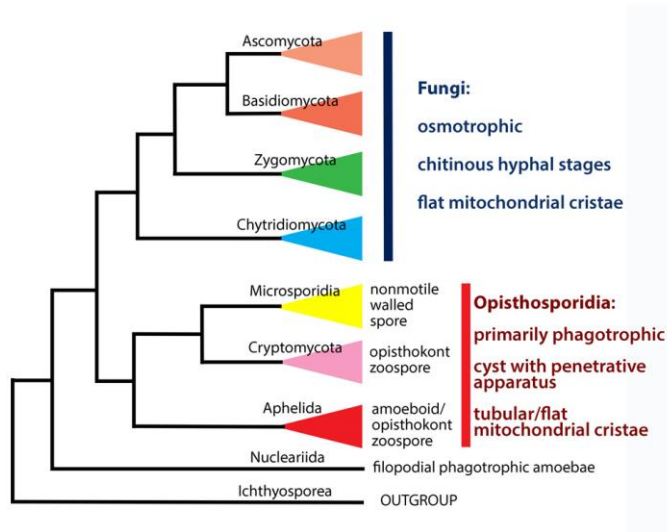 Ascomycota
Basidiomycota
Zygomycota
Chytridiomycota
Fungi:
osmotrophic
chitinous hyphal stages
flat mitochondrial cristae
Microsporidia
nonmotile
walled
spore
Cryptomycota
opisthokont
zoospore
Aphelida
amoeboid/
opisthokont
zoospore
Opisthosporidia:
primarily phagotrophic
cyst with penetrative
apparatus
tubular/flat
mitochondrial cristae
Nucleariida
filopodial phagotrophic amoebae
Ichthyosporea
OUTGROUP